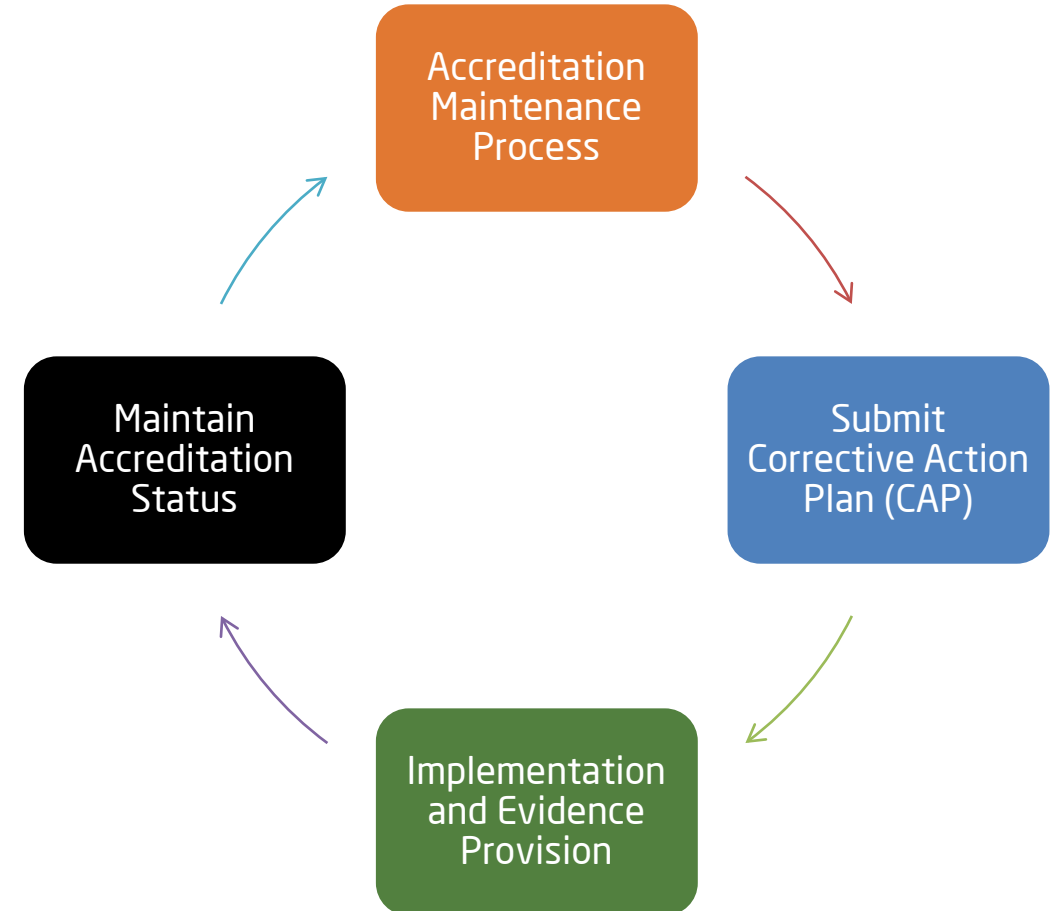 Accreditation
Maintenance
Process
Submit
Corrective Action
Plan (CAP)
Implementation
and Evidence
Provision
Maintain
Accreditation
Status